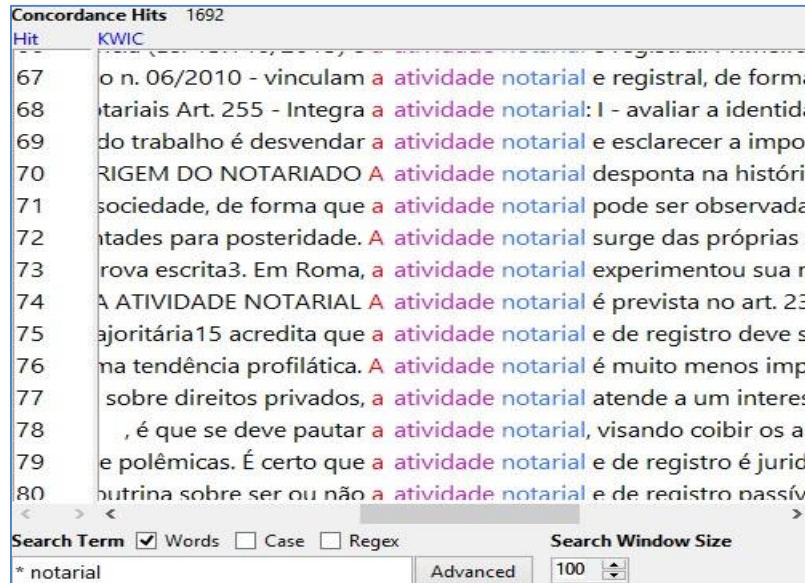 Concordance Hits 1692
Hit KWIC
67 o n. 06/2010 - vinculam a atividade notarial e registral, de forma
68 tariais Art. 255 - Integra a atividade notarial: I - avaliar a identida
69 do trabalho é desvendar a atividade notarial e esclarecer a impo
70 RIGEM DO NOTARIADO A atividade notarial desponta na históri
71 sociedade, de forma que a atividade notarial pode ser observada
72 ntades para posteridade. A atividade notarial surge das próprias
73 rova escrita3. Em Roma, a atividade notarial experimentou sua r
74 A ATIVIDADE NOTARIAL A atividade notarial é prevista no art. 23
75 ajoritária15 acredita que a atividade notarial e de registro deve s
76 ma tendência profilática. A atividade notarial é muito menos imp
77 sobre direitos privados, a atividade notarial atende a um interes
78 , é que se deve pautar a atividade notarial, visando coibir os a
79 e polêmicas. É certo que a atividade notarial e de registro é jurid
80 outrina sobre ser ou não a atividade notarial e de registro passív
Search Term Words Case Regex Search Window Size
* notarial Advanced 100